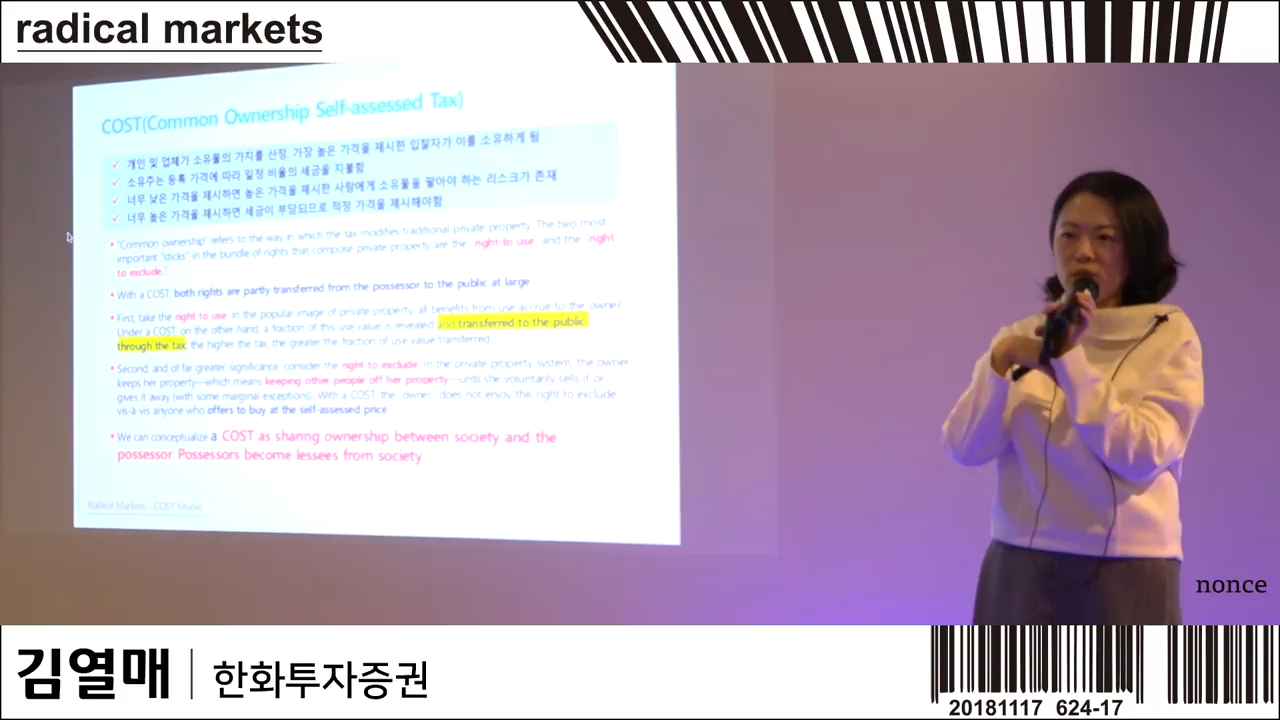 radical markets
COST(Common Ownership Self-assessed Tax)
✓ 개인 및 업체가 소유물의 가치를 산정, 가장 높은 가격을 제시한 입찰자가 이를 소유하게 됨
✓ 소유주는 등록 가격에 따라 일정 비율의 세금을 지불함
✓ 너무 낮은 가격을 제시하면 높은 가격을 제시한 사람에게 소유물을 팔아야 하는 리스크가 존재
✓ 너무 높은 가격을 제시하면 세금이 부담되므로 적정 가격을 제시해야함
• "Common ownership" refers to the way in which the tax modifies traditional private property. The two most
important "sticks" in the bundle of rights that compose private property are the "right to use" and the "right
to exclude."
• With a COST, both rights are partly transferred from the possessor to the public at large
• First, take the right to use. In the popular image of private property, all benefits from use accrue to the owner.
Under a COST, on the other hand, a fraction of this use value is revealed and transferred to the public
through the tax; the higher the tax, the greater the fraction of use value transferred.
• Second, and of far greater significance, consider the right to exclude. In the private property system, the owner
keeps her property—which means keeping other people off her property—until she voluntarily sells it or
gives it away (with some marginal exceptions). With a COST, the "owner" does not enjoy this right to exclude
vis-à-vis anyone who offers to buy at the self-assessed price
• We can conceptualize a COST as sharing ownership between society and the
possessor Possessors become lessees from society
Radical Markets : COST Model
nonce
김열매 | 한화투자증권
20181117 624-17